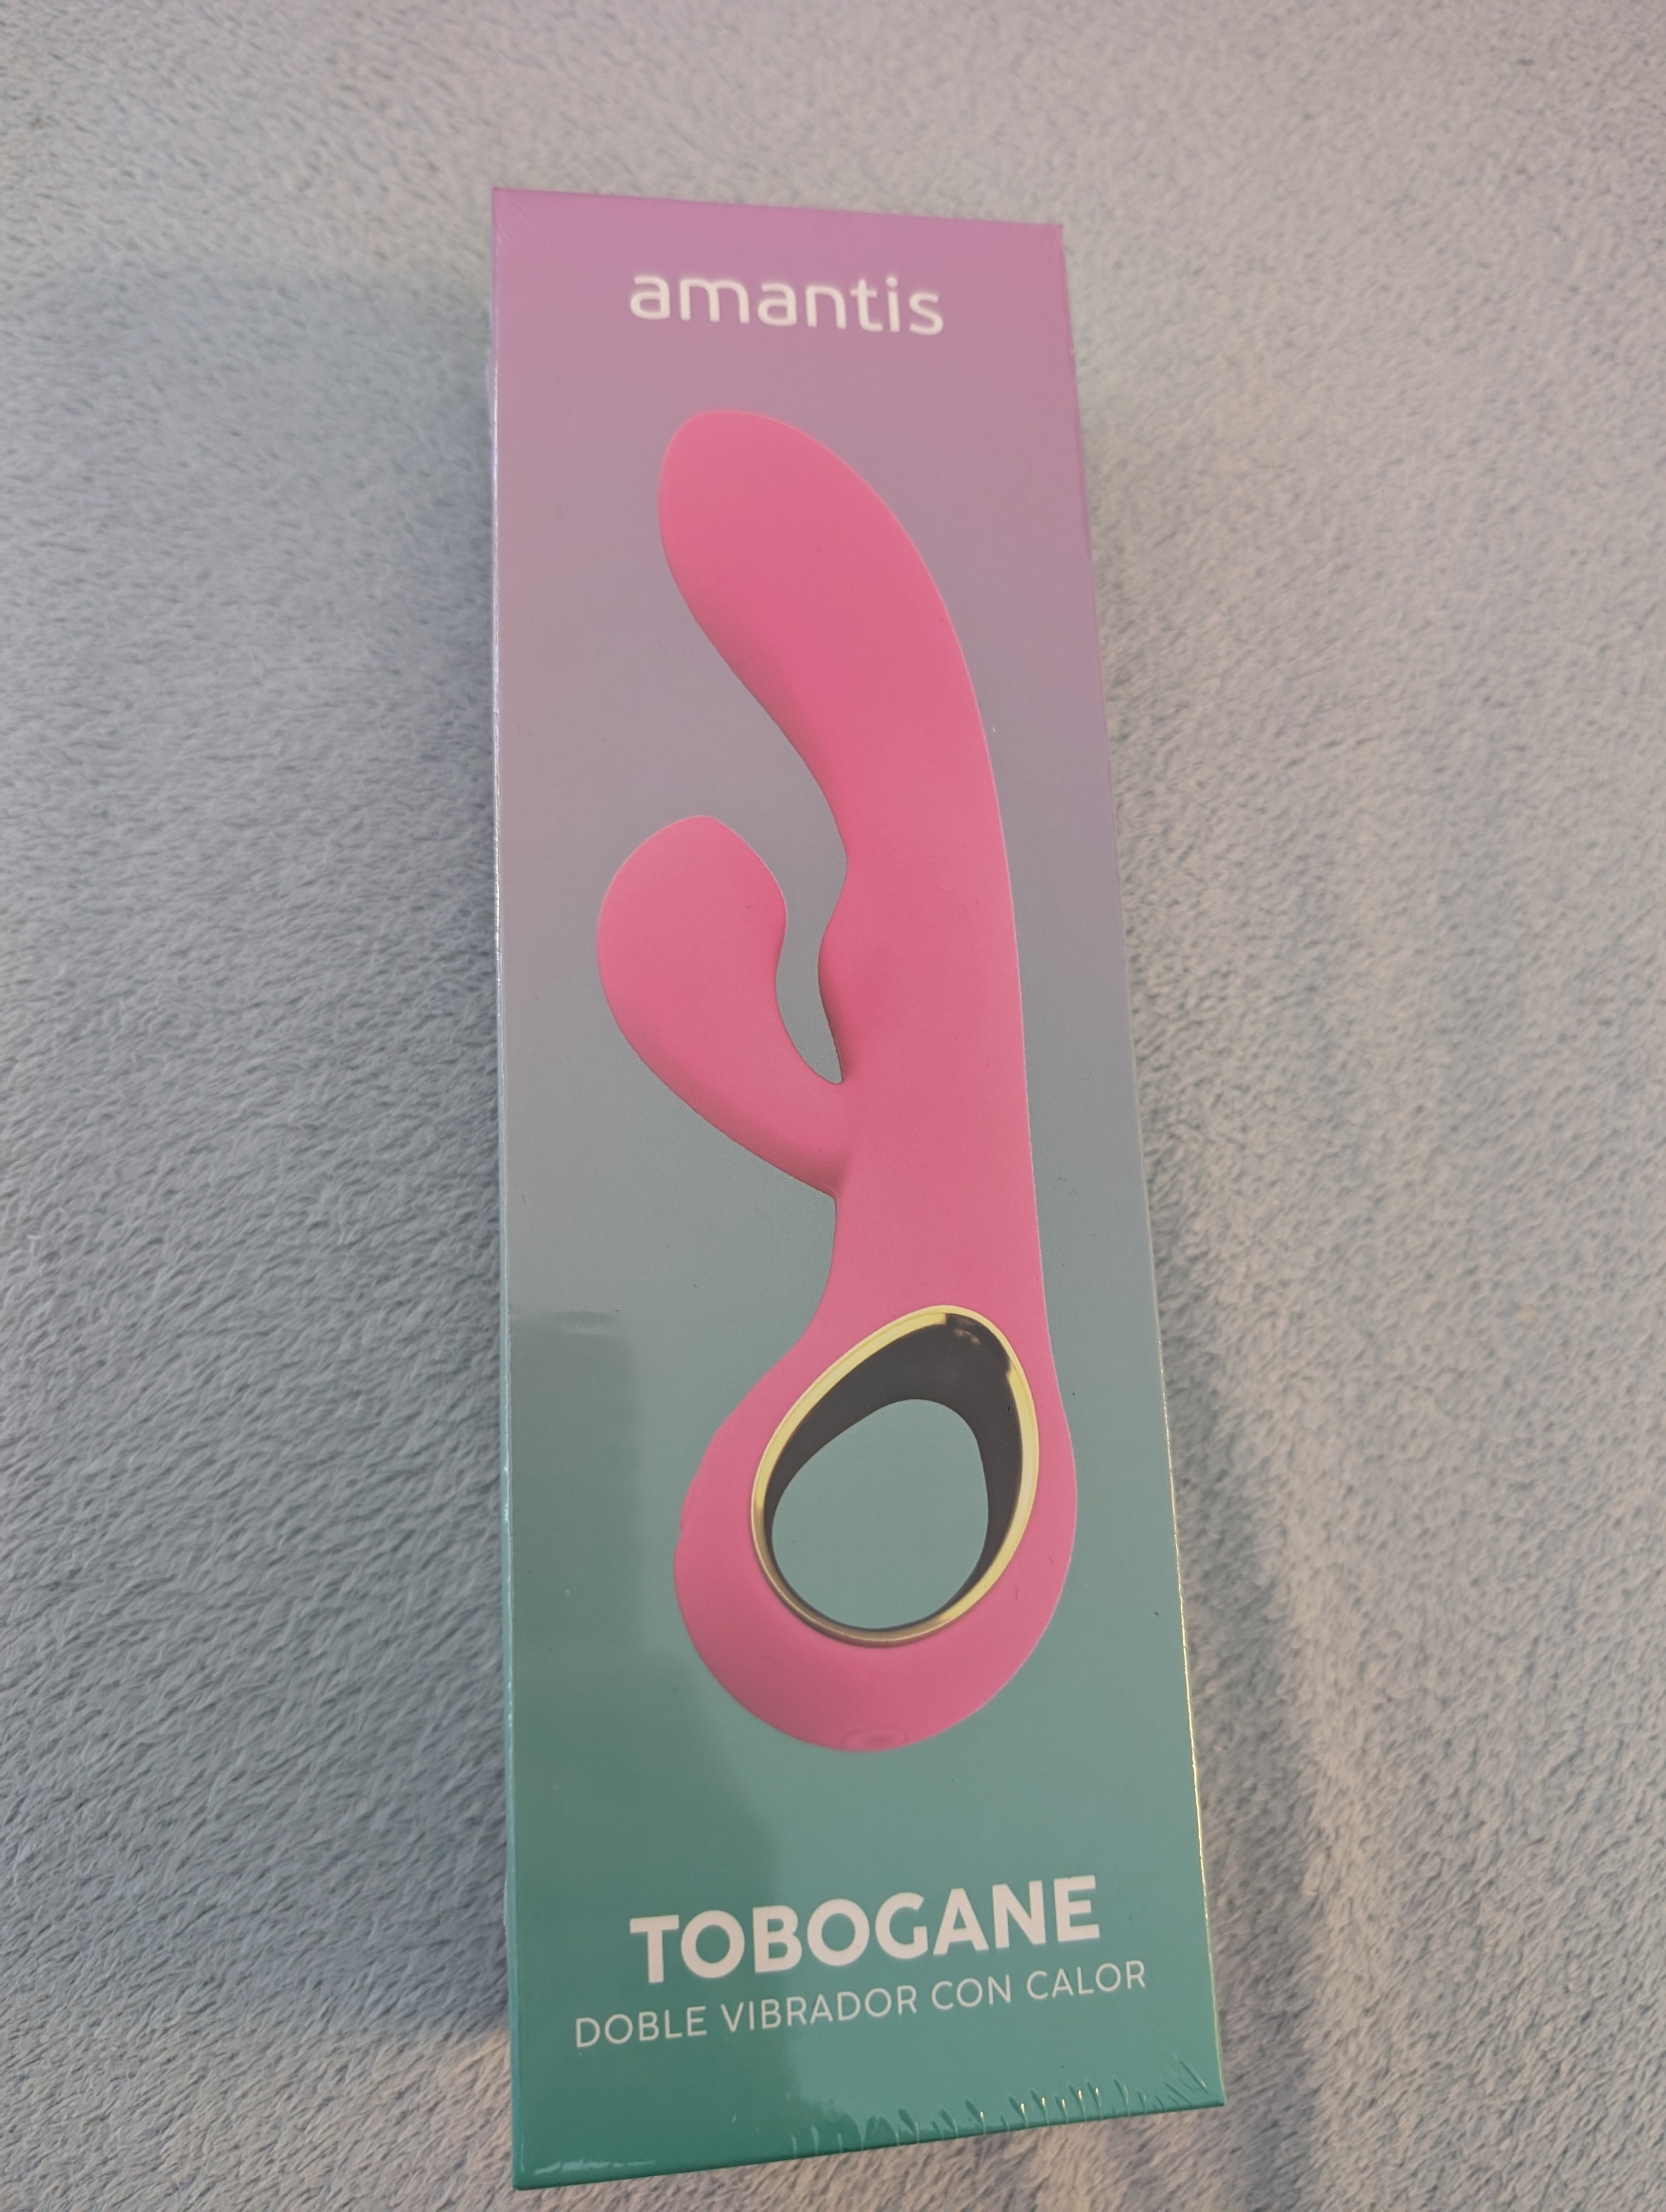 amantis
TOBOGANE
DOBLE VIBRADOR CON CALOR